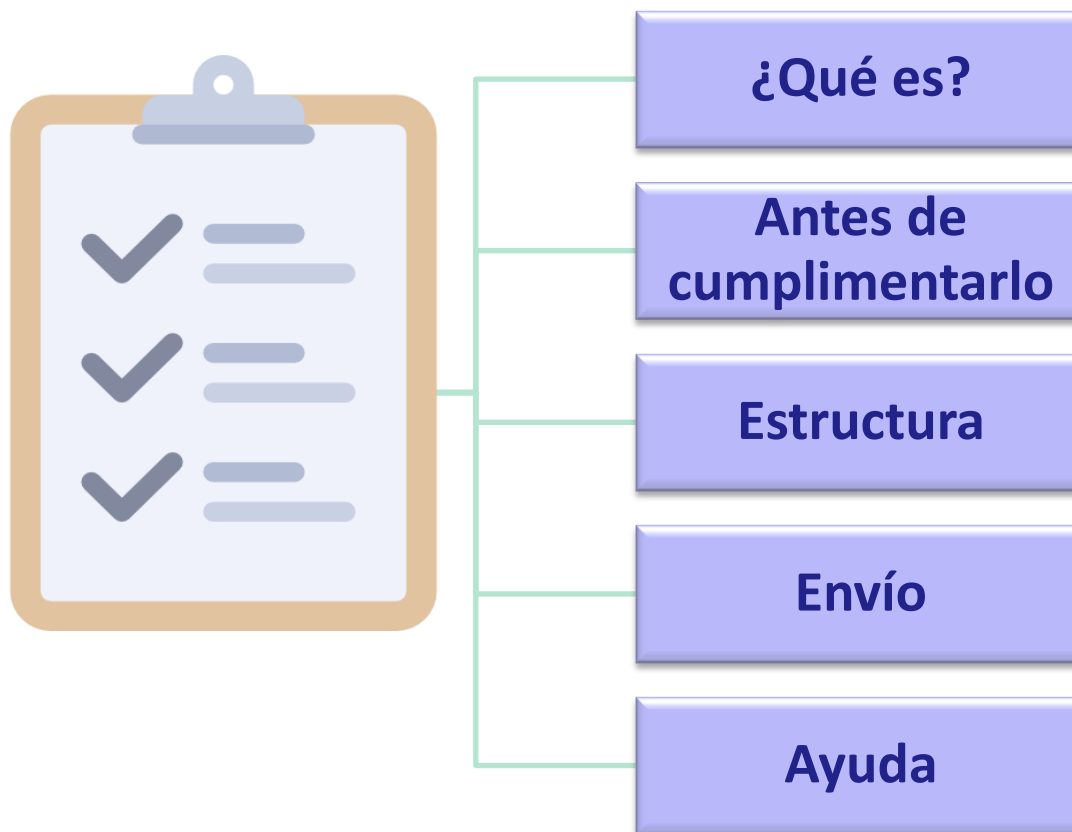 ¿Qué es?
Antes de
cumplimentarlo
Estructura
Envío
Ayuda